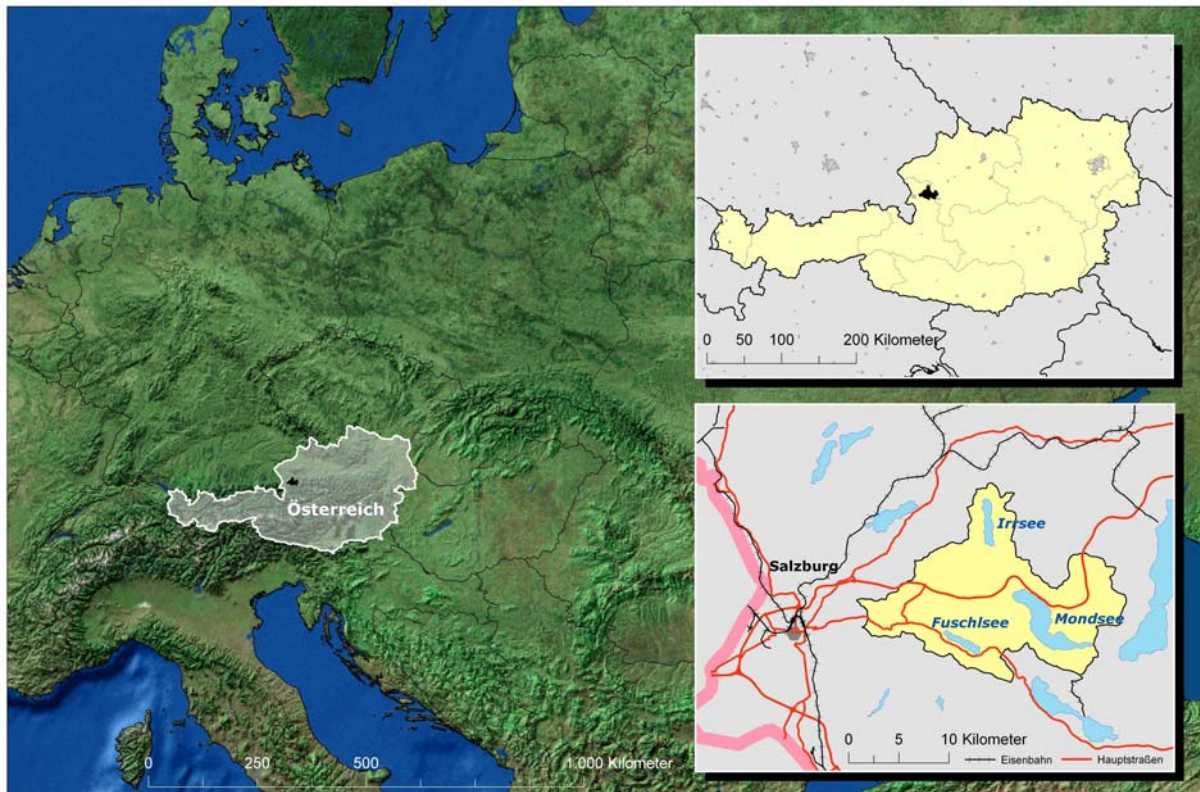 Österreich
0 250 500 1.000 Kilometer
0 50 100 200 Kilometer
Irrsee
Salzburg
Fuschlsee
Mondsee
0 5 10 Kilometer
Eisenbahn
Hauptstraßen